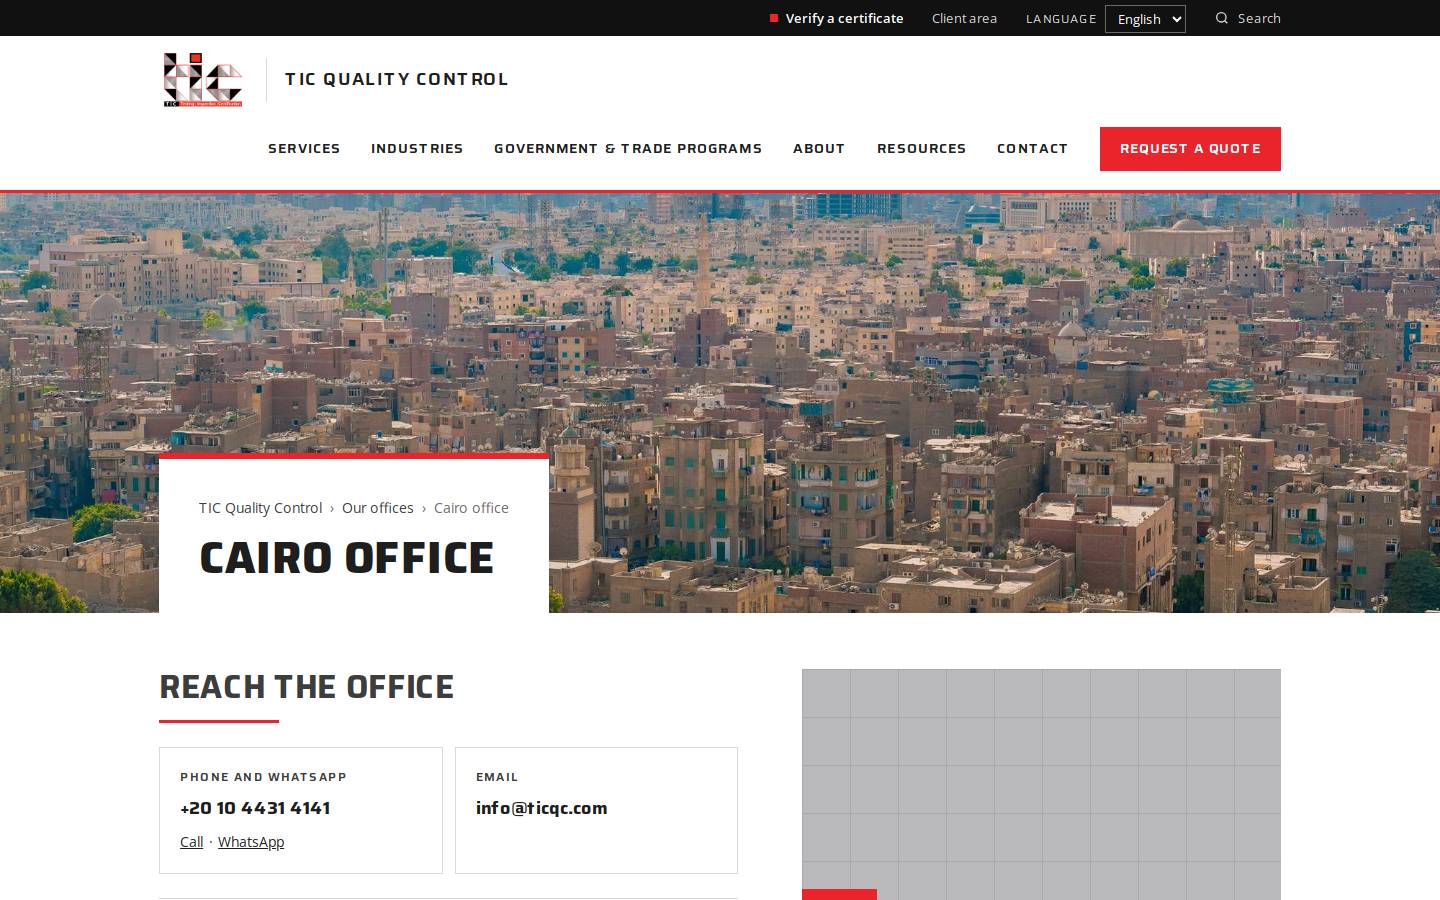 Verify a certificate
Client area
LANGUAGE
English
Search
tic
TIC QUALITY CONTROL
SERVICES
INDUSTRIES
GOVERNMENT & TRADE PROGRAMS
ABOUT
RESOURCES
CONTACT
REQUEST A QUOTE
TIC Quality Control › Our offices › Cairo office
CAIRO OFFICE
REACH THE OFFICE
PHONE AND WHATSAPP
+20 10 4431 4141
Call · WhatsApp
EMAIL
info@ticqc.com